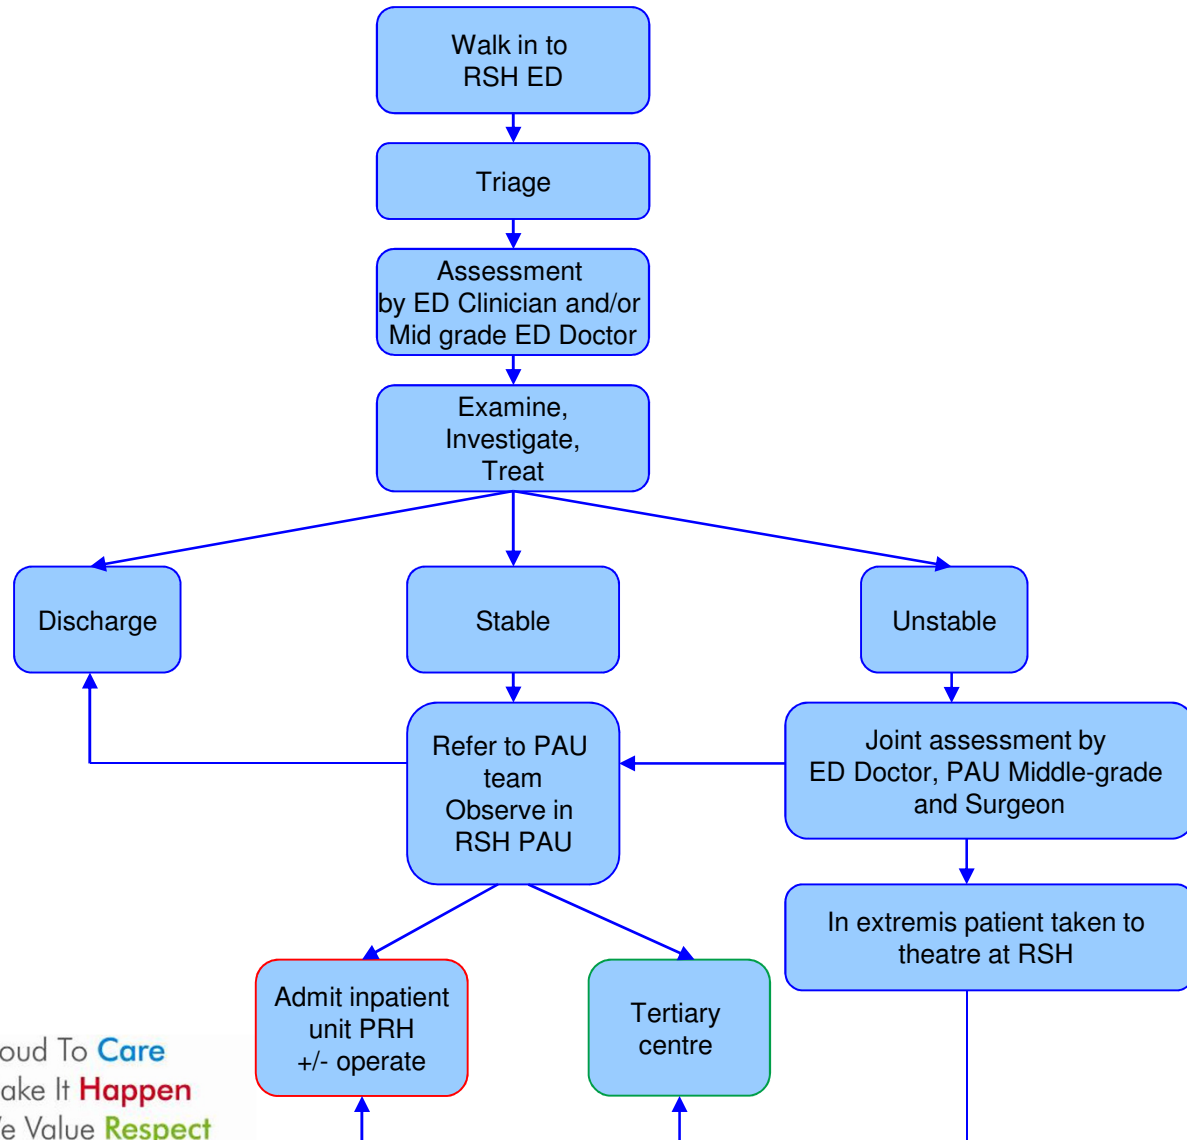 Walk in to
RSH ED
Triage
Assessment
by ED Clinician and/or
Mid grade ED Doctor
Examine,
Investigate,
Treat
Discharge
Stable
Unstable
Refer to PAU
team
Observe in
RSH PAU
Joint assessment by
ED Doctor, PAU Middle-grade
and Surgeon
In extremis patient taken to
theatre at RSH
Admit inpatient
unit PRH
+/- operate
Tertiary
centre
oud To Care
ake It Happen
We Value Respect